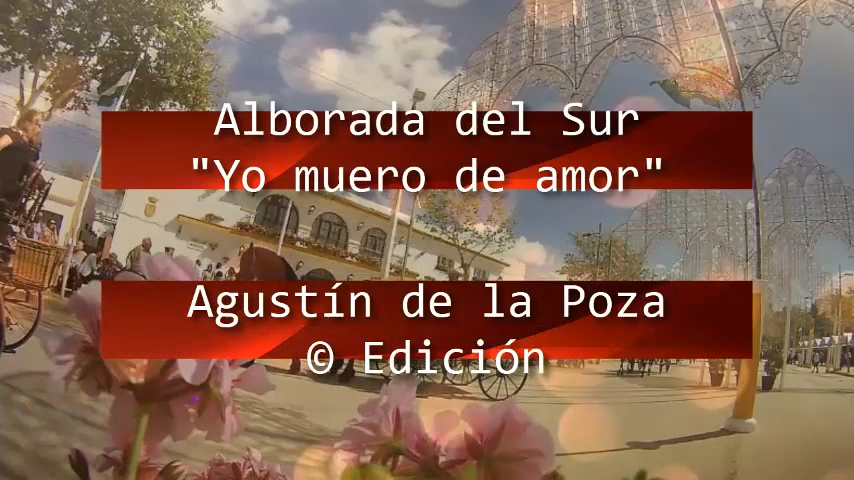 Alborada del Sur
"Yo muero de amor"
Agustín de la Poza
© Edición